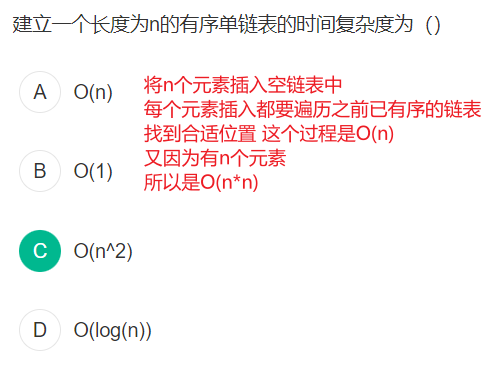 建立一个长度为n的有序单链表的时间复杂度为（）
A O(n)
将n个元素插入空链表中
每个元素插入都要遍历之前已有序的链表
找到合适位置 这个过程是O(n)
又因为有n个元素
所以是O(n*n)
B O(1)
C O(n^2)
D O(log(n))